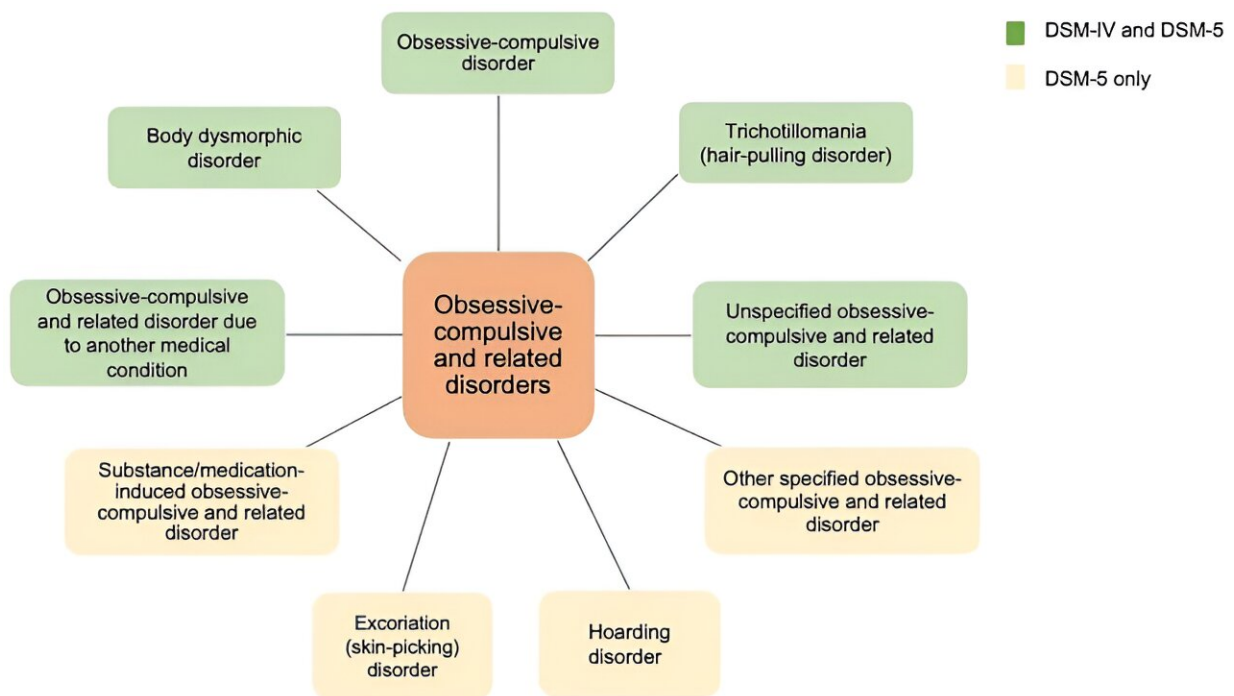 Obsessive-compulsive
disorder
DSM-IV and DSM-5
DSM-5 only
Body dysmorphic
disorder
Trichotillomania
(hair-pulling disorder)
Obsessive-compulsive
and related disorder due
to another medical
condition
Obsessive-
compulsive
and related
disorders
Unspecified obsessive-
compulsive and related
disorder
Substance/medication-
induced obsessive-
compulsive and related
disorder
Other specified obsessive-
compulsive and related
disorder
Excoriation
(skin-picking)
disorder
Hoarding
disorder